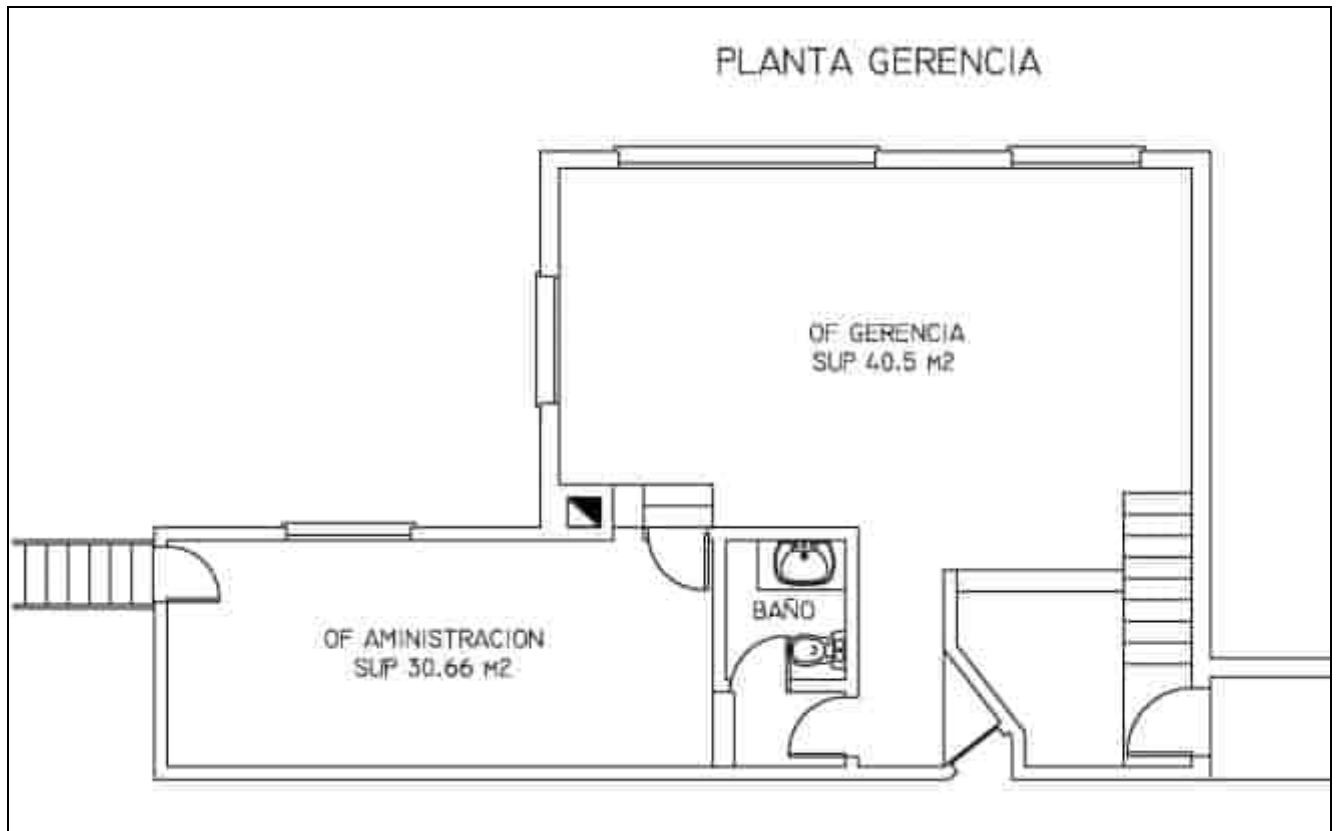 PLANTA GERENCIA
OF GERENCIA
SUP 40.5 M2
BAÑO
OF AMINISTRACION
SUP 30.66 M2